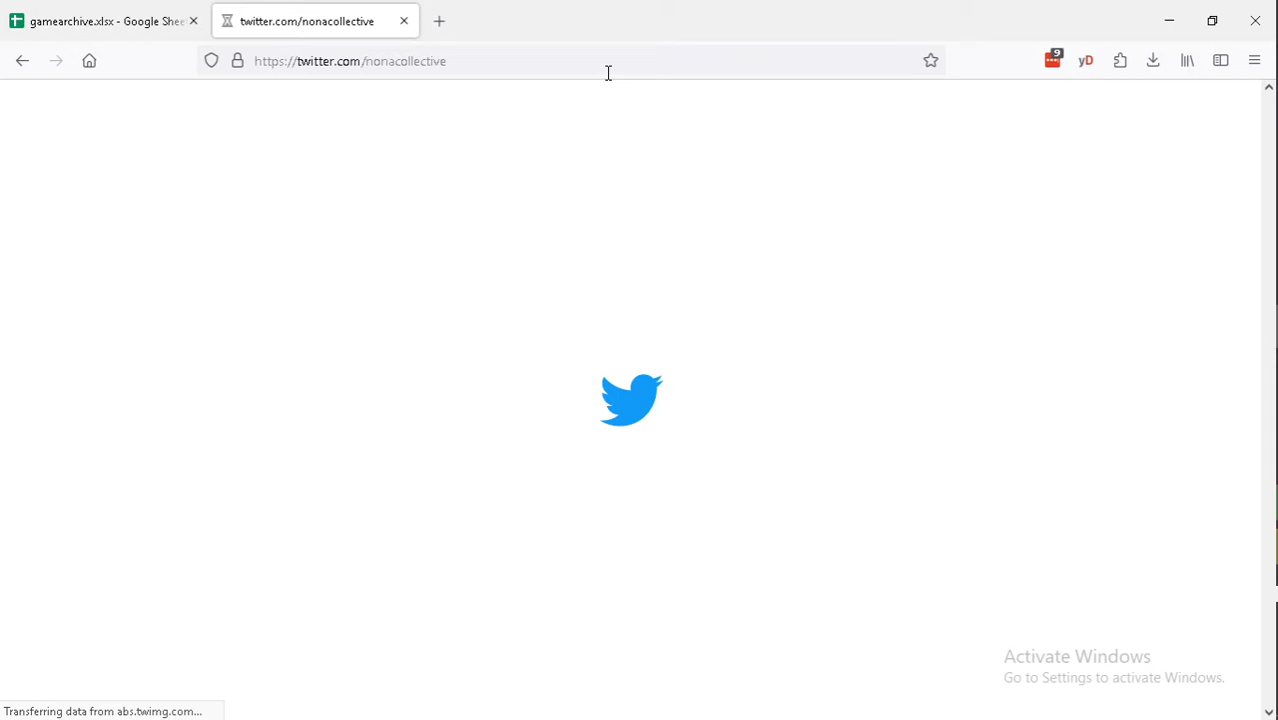 gamearchive.xlsx - Google Shee
twitter.com/nonacollective
https://twitter.com/nonacollective
9
yD
Activate Windows
Go to Settings to activate Windows.
Transferring data from abs.twimg.com...